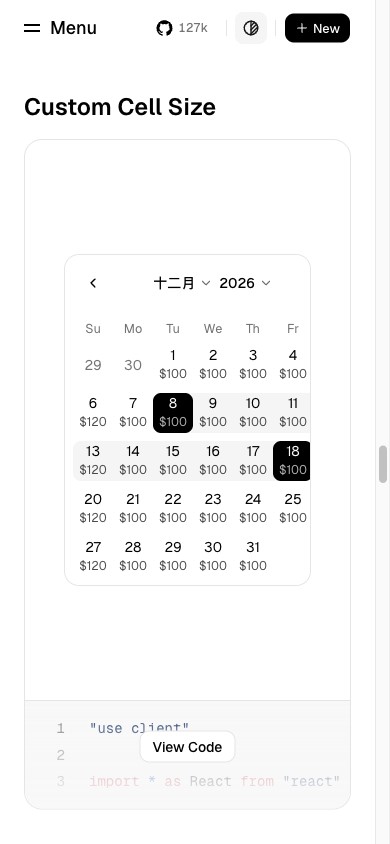 Menu 127k New
Custom Cell Size
十二月 2026
Su Mo Tu We Th Fr
29 30 1 2 3 4
$100 $100 $100 $100
6 7 8 9 10 11
$120 $100 $100 $100 $100 $100
13 14 15 16 17 18
$120 $100 $100 $100 $100 $100
20 21 22 23 24 25
$120 $100 $100 $100 $100 $100
27 28 29 30 31
$120 $100 $100 $100 $100
1 "use client"
2
View Code
3 import * as React from "react"